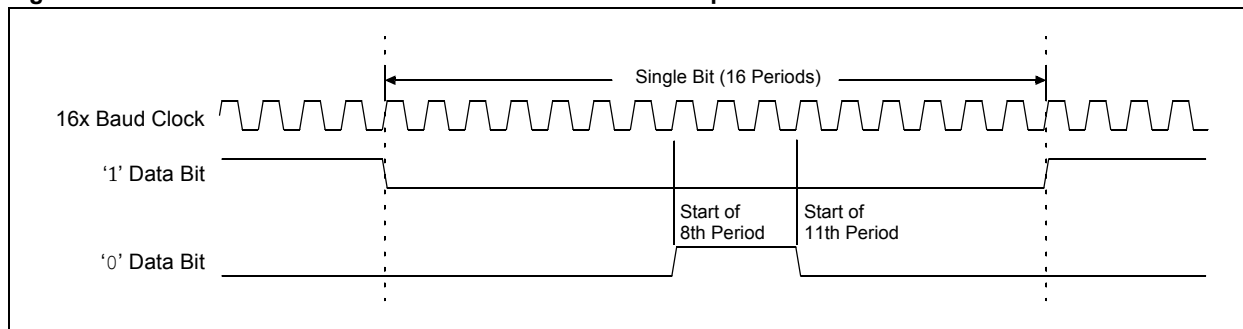 Single Bit (16 Periods)
16x Baud Clock
‘1’ Data Bit
Start of
8th Period
Start of
11th Period
‘0’ Data Bit